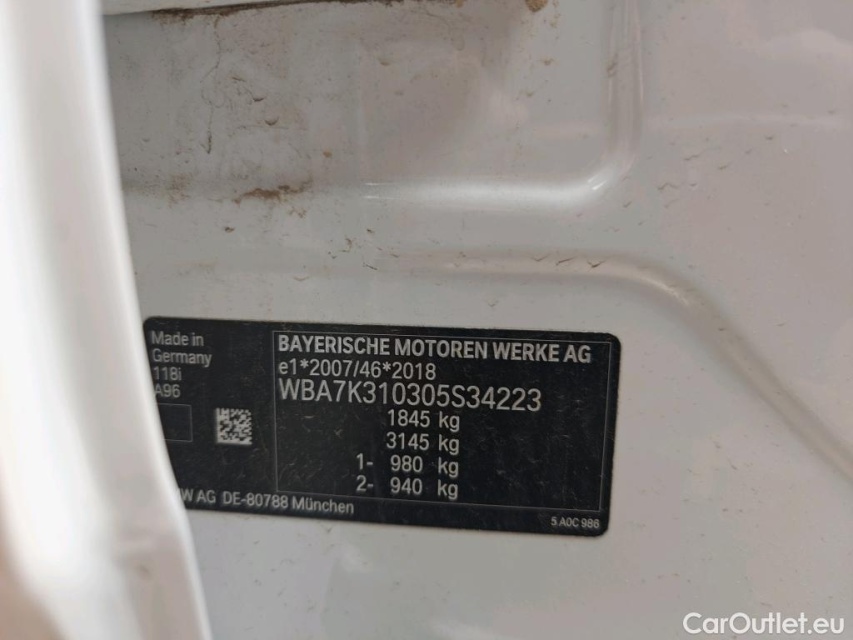 Made in
Germany
118i
A96
BAYERISCHE MOTOREN WERKE AG
e1*2007/46*2018
WBA7K310305S34223
1845 kg
3145 kg
1- 980 kg
2- 940 kg
W AG DE-80788 München
5.A0C 986
CarOutlet.eu